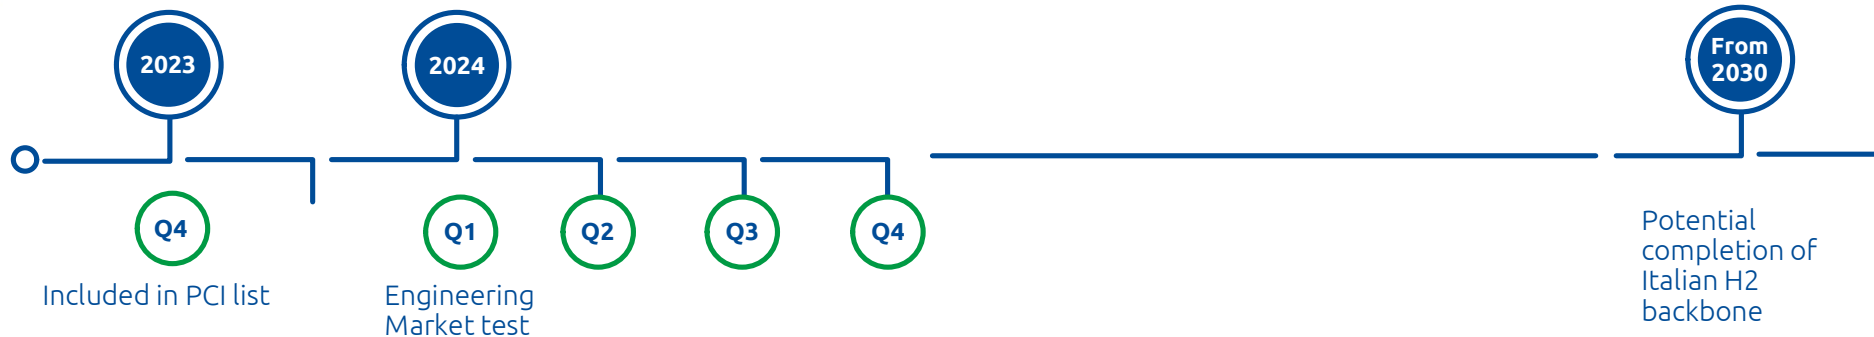 2023
2024
From
2030
Q4
Q1
Q2
Q3
Q4
Included in PCI list
Engineering
Market test
Potential
completion of
Italian H2
backbone